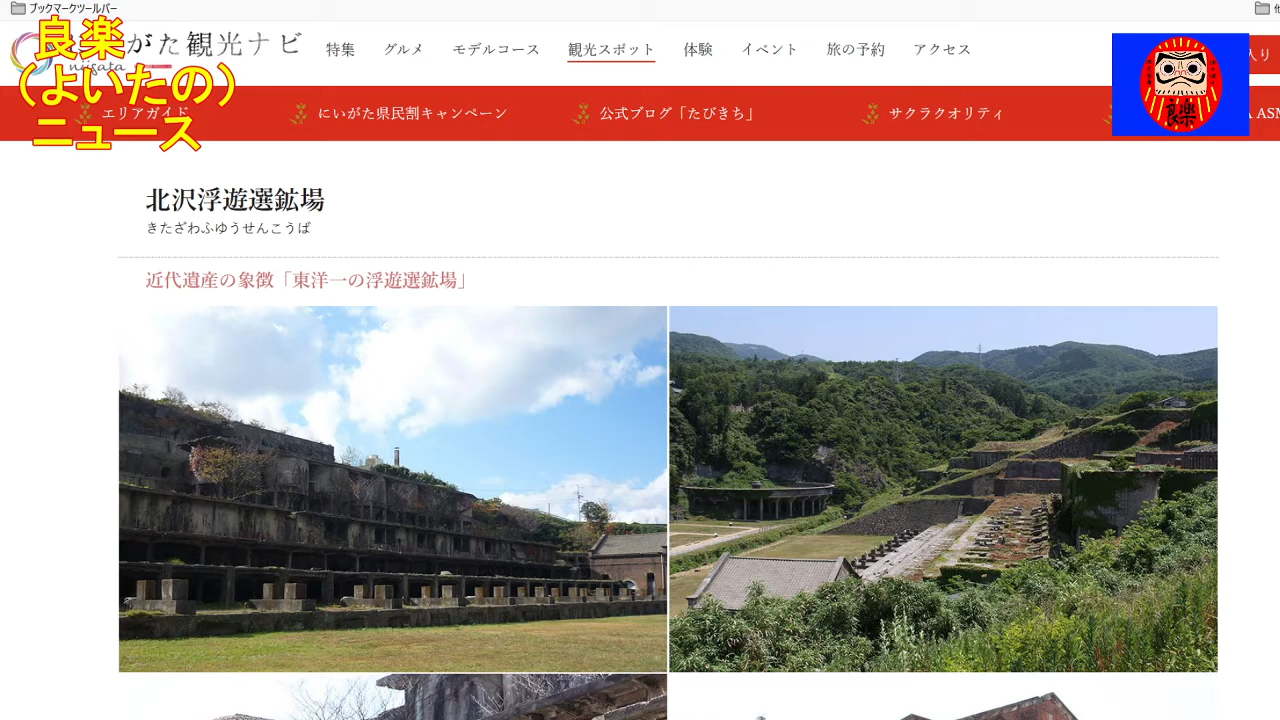 ブックマークツールバー
良楽
(よいたの)
ニュース
がた観光ナビ
特集 グルメ モデルコース 観光スポット 体験 イベント 旅の予約 アクセス
入り
エリアガイド にいがた県民割キャンペーン 公式ブログ「たびきち」 サクラクオリティ
良楽
北沢浮遊選鉱場
きたざわふゆうせんこうば
近代遺産の象徴「東洋一の浮遊選鉱場」